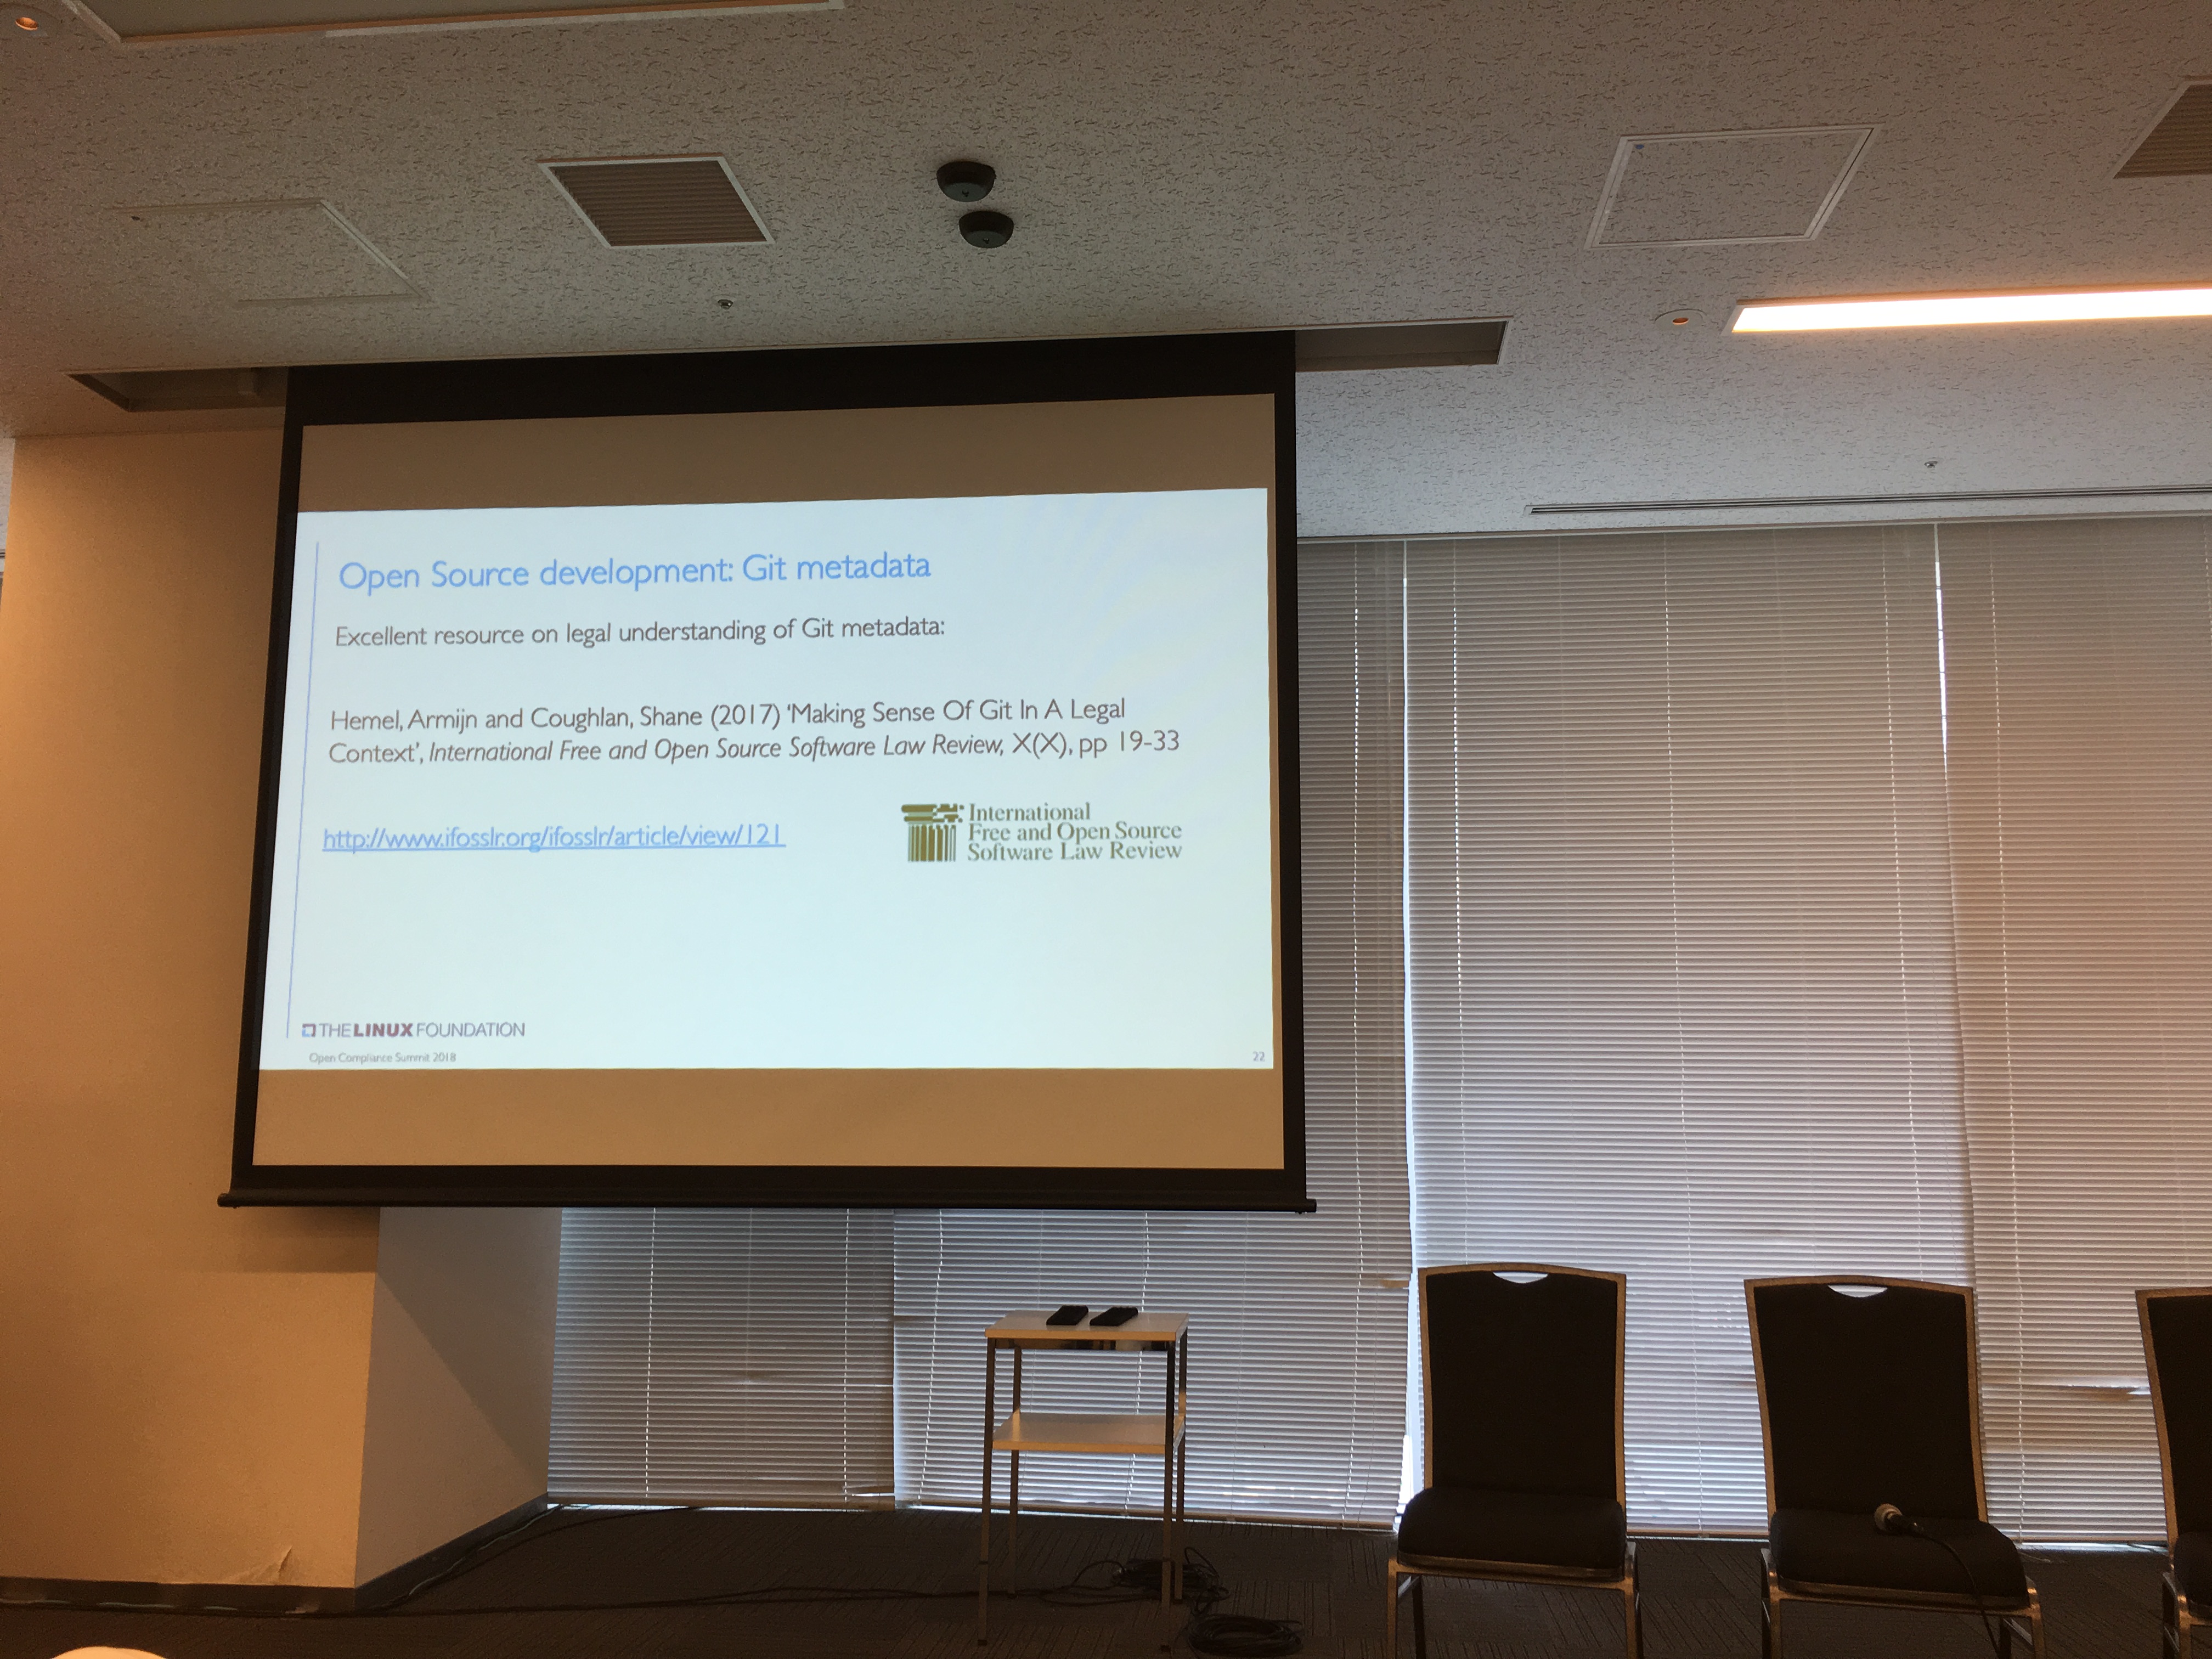 Open Source development: Git metadata
Excellent resource on legal understanding of Git metadata:
Hemel, Armijn and Coughlan, Shane (2017) ‘Making Sense Of Git In A Legal
Context’, International Free and Open Source Software Law Review, X(X), pp 19-33
http://www.ifosslr.org/ifosslr/article/view/121
International
Free and Open Source
Software Law Review
THE LINUX FOUNDATION
Open Compliance Summit 2018
22